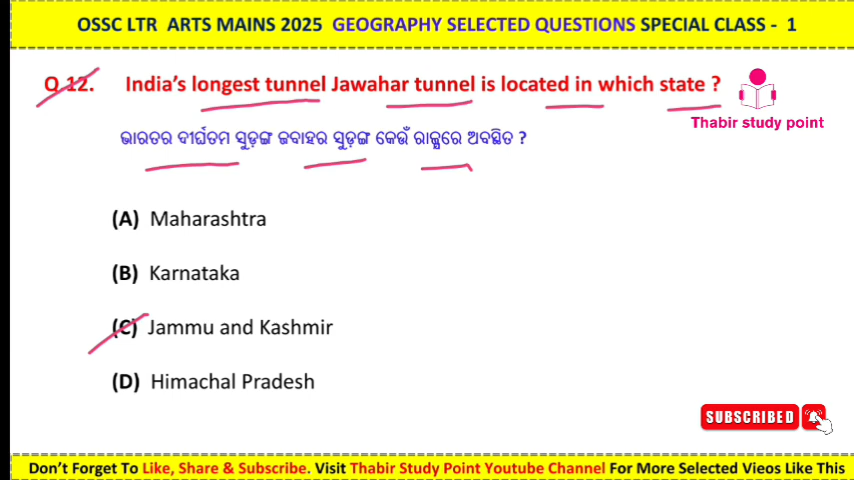 OSSC LTR ARTS MAINS 2025 GEOGRAPHY SELECTED QUESTIONS SPECIAL CLASS - 1
Q 12. India's longest tunnel Jawahar tunnel is located in which state ?
Thabir study point
ଭାରତର ଦୀର୍ଘତମ ସୁଡ଼ଙ୍ଗ ଜବାହର ସୁଡ଼ଙ୍ଗ କେଉଁ ରାଜ୍ଯରେ ଅବସ୍ଥିତ ?
(A) Maharashtra
(B) Karnataka
(C) Jammu and Kashmir
(D) Himachal Pradesh
SUBSCRIBED
Don't Forget To Like, Share & Subscribe. Visit Thabir Study Point Youtube Channel For More Selected Vieos Like This